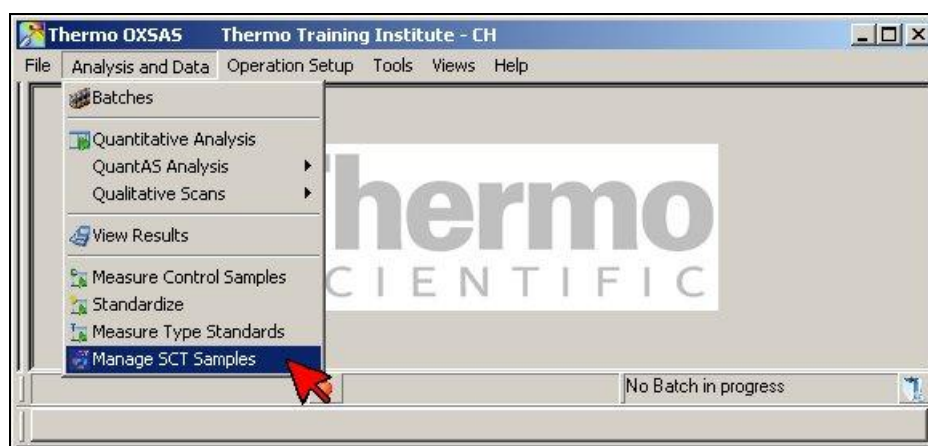 Thermo OXSAS Thermo Training Institute - CH
File Analysis and Data Operation Setup Tools Views Help
Batches
Quantitative Analysis
QuantAS Analysis
Qualitative Scans
View Results
Measure Control Samples
Standardize
Measure Type Standards
Manage SCT Samples
Thermo
SCIENTIFIC
No Batch in progress